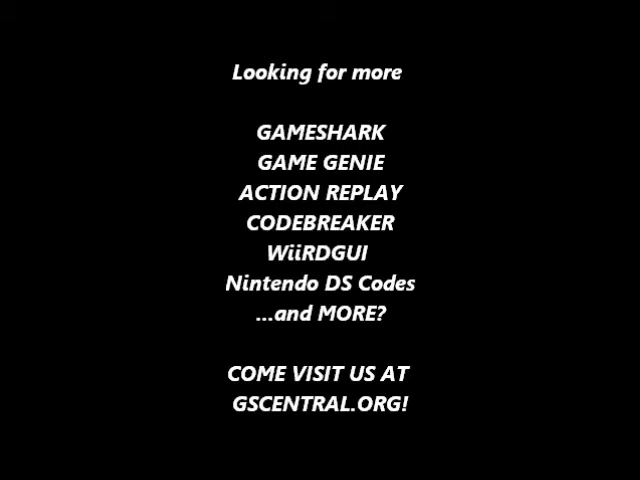 Looking for more
GAMESHARK
GAME GENIE
ACTION REPLAY
CODEBREAKER
WiiRDGUI
Nintendo DS Codes
...and MORE?
COME VISIT US AT
GSCENTRAL.ORG!